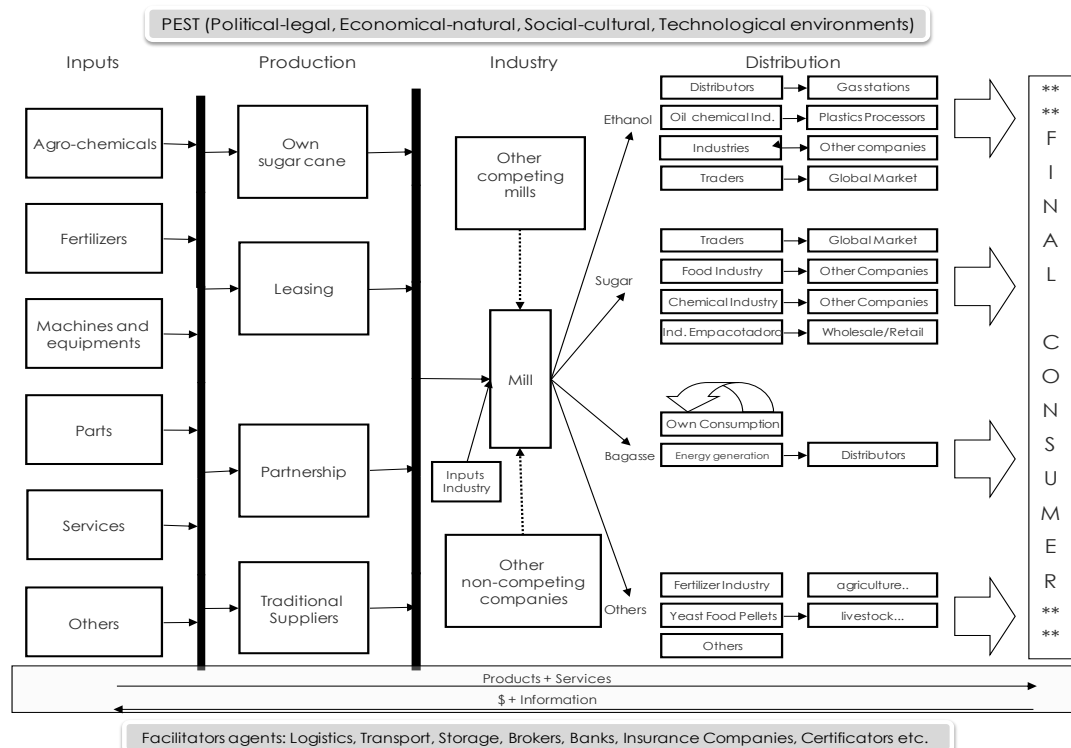 PEST (Political-legal, Economical-natural, Social-cultural, Technological environments)
Inputs
Production
Industry
Distribution
Agro-chemicals
Fertilizers
Machines and
equipments
Parts
Services
Others
Own
sugar cane
Leasing
Partnership
Traditional
Suppliers
Other
competing
mills
Mill
Inputs
Industry
Other
non-competing
companies
Ethanol
Distributors
Gas stations
Oil chemical Ind.
Plastics Processors
Industries
Other companies
Traders
Global Market
Sugar
Traders
Global Market
Food Industry
Other Companies
Chemical Industry
Other Companies
Ind. Empacotadora
Wholesale/Retail
Bagasse
Own Consumption
Energy generation
Distributors
Others
Fertilizer Industry
agriculture..
Yeast Food Pellets
livestock...
Others
**
**
F
I
N
A
L
C
O
N
S
U
M
E
R
**
**
Products + Services
$ + Information
Facilitators agents: Logistics, Transport, Storage, Brokers, Banks, Insurance Companies, Certificators etc.